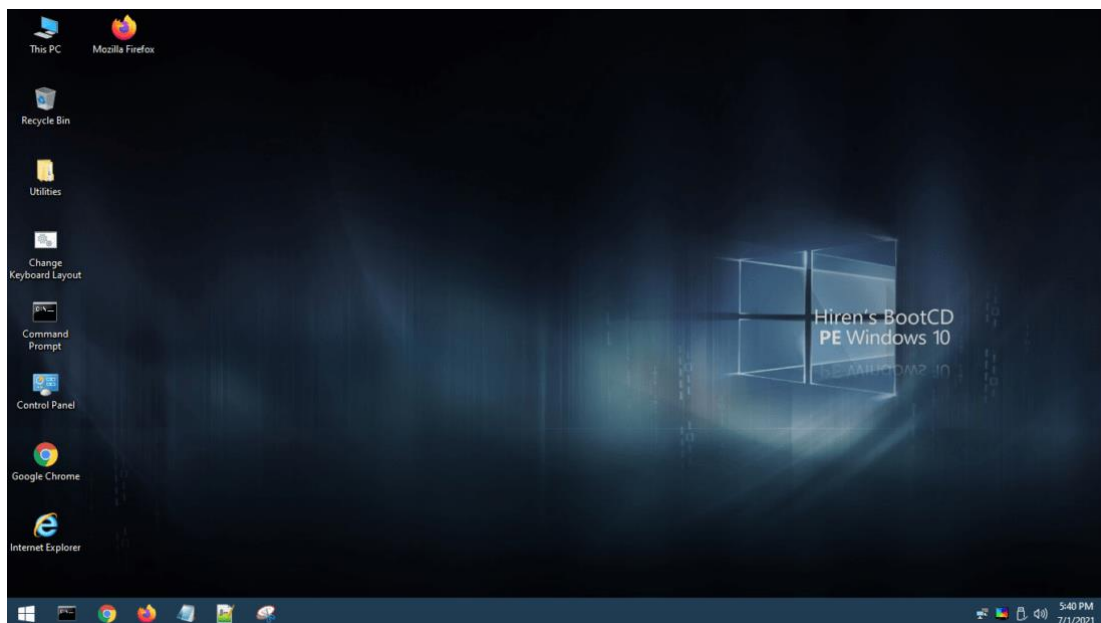 This PC
Mozilla Firefox
Recycle Bin
Utilities
Change
Keyboard Layout
Command
Prompt
Control Panel
Google Chrome
Internet Explorer
Hiren's BootCD
PE Windows 10
5:40 PM
7/1/2021